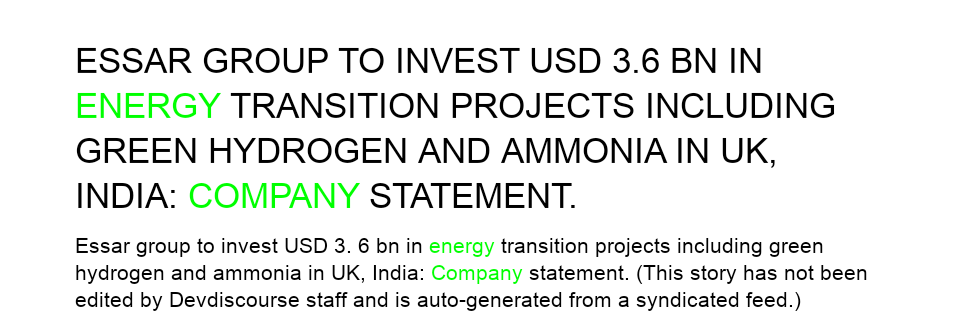 ESSAR GROUP TO INVEST USD 3.6 BN IN
ENERGY TRANSITION PROJECTS INCLUDING
GREEN HYDROGEN AND AMMONIA IN UK,
INDIA: COMPANY STATEMENT.
Essar group to invest USD 3. 6 bn in energy transition projects including green
hydrogen and ammonia in UK, India: Company statement. (This story has not been
edited by Devdiscourse staff and is auto-generated from a syndicated feed.)